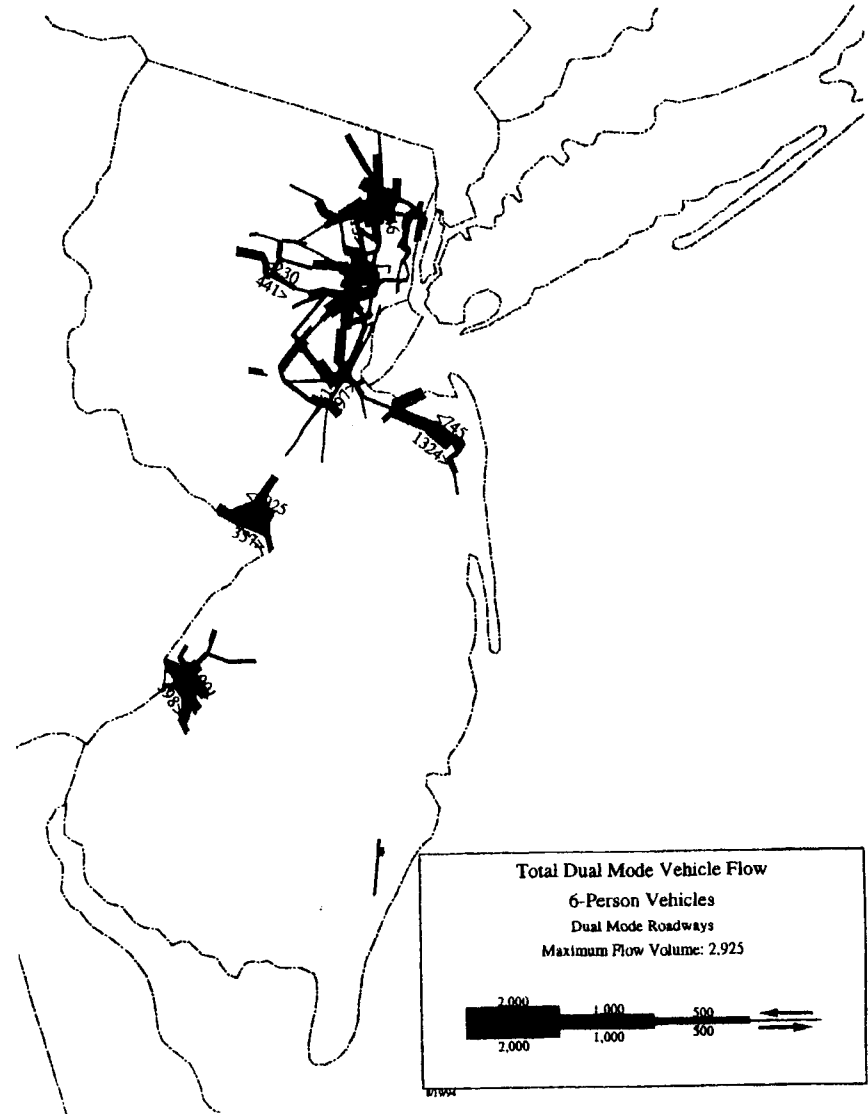 230
441>
<745
1324>
357>
Total Dual Mode Vehicle Flow
6-Person Vehicles
Dual Mode Roadways
Maximum Flow Volume: 2,925
2,000 1,000 500
2,000 1,000 500